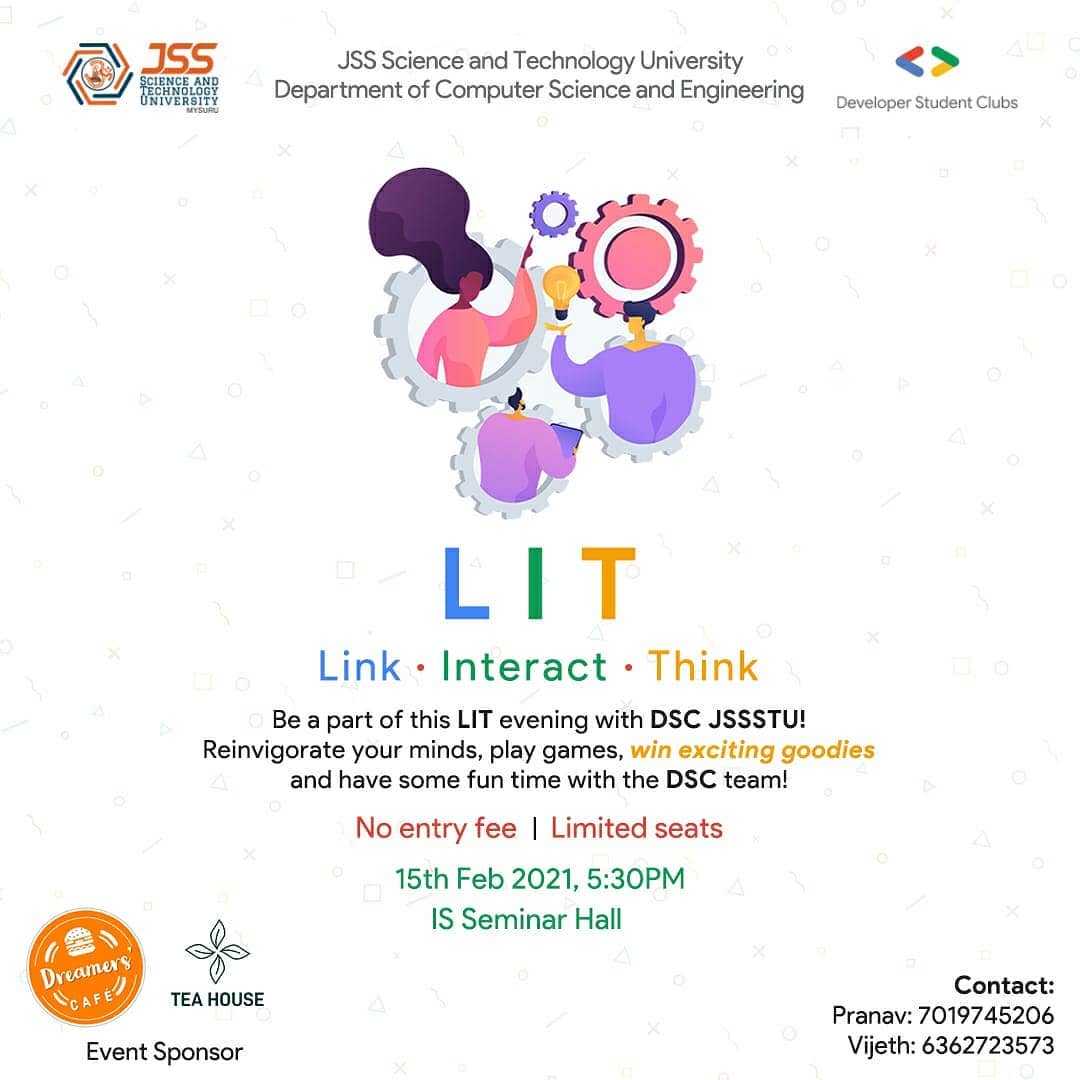 JSS
SCIENCE AND
TECHNOLOGY
UNIVERSITY
MYSURU
JSS Science and Technology University
Department of Computer Science and Engineering
Developer Student Clubs
LIT
Link • Interact • Think
Be a part of this LIT evening with DSC JSSSTU!
Reinvigorate your minds, play games, win exciting goodies
and have some fun time with the DSC team!
No entry fee | Limited seats
15th Feb 2021, 5:30PM
IS Seminar Hall
Dreamers'
CAFÉ
TEA HOUSE
Event Sponsor
Contact:
Pranav: 7019745206
Vijeth: 6362723573